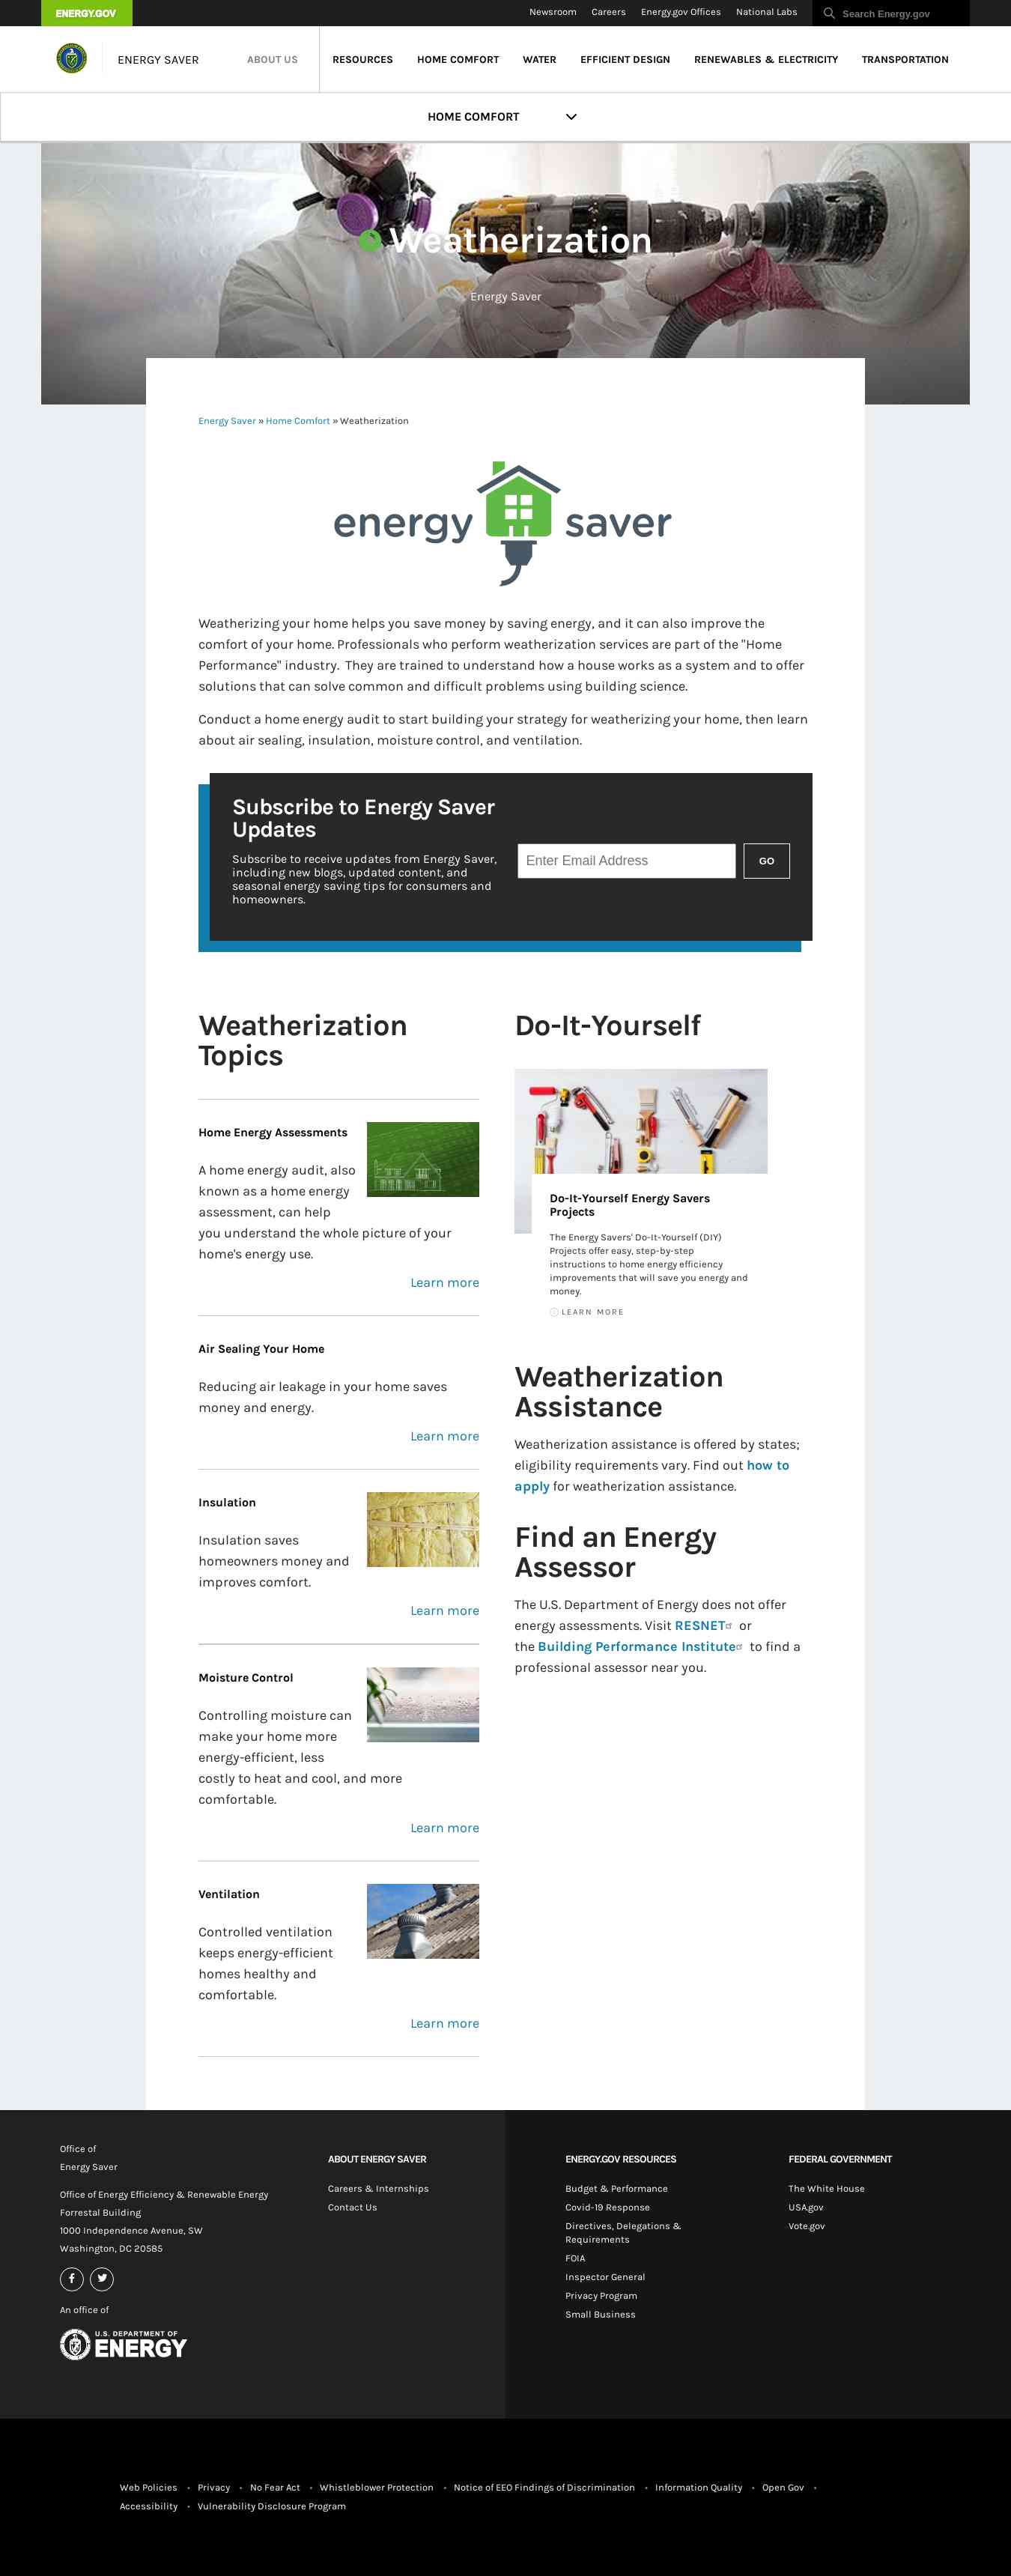 ENERGY.GOV
Newsroom Careers Energy.gov Offices National Labs Search Energy.gov
ENERGY SAVER ABOUT US RESOURCES HOME COMFORT WATER EFFICIENT DESIGN RENEWABLES & ELECTRICITY TRANSPORTATION
HOME COMFORT
Weatherization
Energy Saver
Energy Saver » Home Comfort » Weatherization
energy saver
Weatherizing your home helps you save money by saving energy, and it can also improve the
comfort of your home. Professionals who perform weatherization services are part of the "Home
Performance" industry. They are trained to understand how a house works as a system and to offer
solutions that can solve common and difficult problems using building science.
Conduct a home energy audit to start building your strategy for weatherizing your home, then learn
about air sealing, insulation, moisture control, and ventilation.
Subscribe to Energy Saver
Updates
Subscribe to receive updates from Energy Saver,
including new blogs, updated content, and
seasonal energy saving tips for consumers and
homeowners.
Enter Email Address
GO
Weatherization
Topics
Home Energy Assessments
A home energy audit, also
known as a home energy
assessment, can help
you understand the whole picture of your
home's energy use.
Learn more
Air Sealing Your Home
Reducing air leakage in your home saves
money and energy.
Learn more
Insulation
Insulation saves
homeowners money and
improves comfort.
Learn more
Moisture Control
Controlling moisture can
make your home more
energy-efficient, less
costly to heat and cool, and more
comfortable.
Learn more
Ventilation
Controlled ventilation
keeps energy-efficient
homes healthy and
comfortable.
Learn more
Do-It-Yourself
DIY
Do-It-Yourself Energy Savers
Projects
The Energy Savers' Do-It-Yourself (DIY)
Projects offer easy, step-by-step
instructions to home energy efficiency
improvements that will save you energy and
money.
LEARN MORE
Weatherization
Assistance
Weatherization assistance is offered by states;
eligibility requirements vary. Find out how to
apply for weatherization assistance.
Find an Energy
Assessor
The U.S. Department of Energy does not offer
energy assessments. Visit RESNET or
the Building Performance Institute to find a
professional assessor near you.
Office of
Energy Saver
Office of Energy Efficiency & Renewable Energy
Forrestal Building
1000 Independence Avenue, SW
Washington, DC 20585
An office of
U.S. DEPARTMENT OF
ENERGY
ABOUT ENERGY SAVER
Careers & Internships
Contact Us
ENERGY.GOV RESOURCES
Budget & Performance
Covid-19 Response
Directives, Delegations &
Requirements
FOIA
Inspector General
Privacy Program
Small Business
FEDERAL GOVERNMENT
The White House
USA.gov
Vote.gov
Web Policies • Privacy • No Fear Act • Whistleblower Protection • Notice of EEO Findings of Discrimination • Information Quality • Open Gov •
Accessibility • Vulnerability Disclosure Program